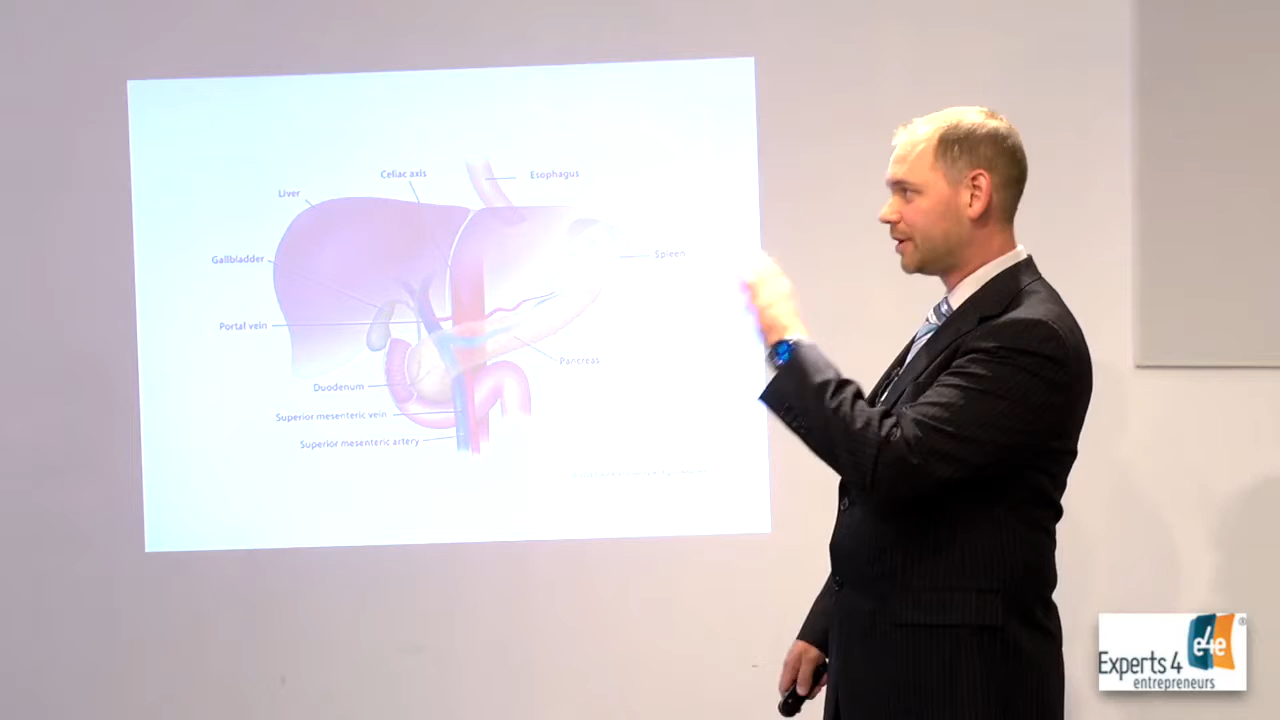 Celiac axis
Esophagus
Liver
Gallbladder
Spleen
Portal vein
Pancreas
Duodenum
Superior mesenteric vein
Superior mesenteric artery
e4e
®
Experts 4
entrepreneurs